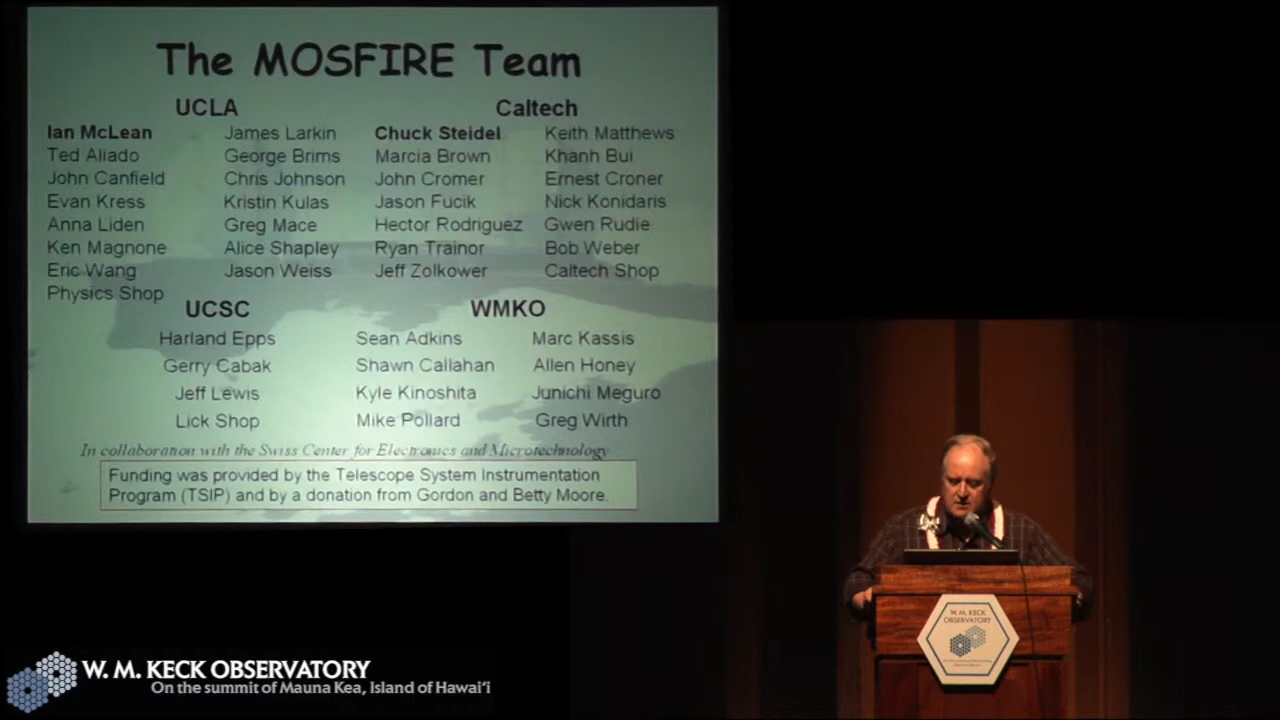 The MOSFIRE Team
UCLA
Ian McLean
James Larkin
Ted Aliado
George Brims
John Canfield
Chris Johnson
Evan Kress
Kristin Kulas
Anna Liden
Greg Mace
Ken Magnone
Alice Shapley
Eric Wang
Jason Weiss
Physics Shop
Caltech
Chuck Steidel
Keith Matthews
Marcia Brown
Khanh Bui
John Cromer
Ernest Croner
Jason Fucik
Nick Konidaris
Hector Rodriguez
Gwen Rudie
Ryan Trainor
Bob Weber
Jeff Zolkower
Caltech Shop
UCSC
Harland Epps
Gerry Cabak
Jeff Lewis
Lick Shop
WMKO
Sean Adkins
Marc Kassis
Shawn Callahan
Allen Honey
Kyle Kinoshita
Junichi Meguro
Mike Pollard
Greg Wirth
In collaboration with the Swiss Center for Electronics and Microtechnology
Funding was provided by the Telescope System Instrumentation
Program (TSIP) and by a donation from Gordon and Betty Moore.
W. M. KECK
OBSERVATORY
W. M. KECK OBSERVATORY
On the summit of Mauna Kea, Island of Hawai‘i